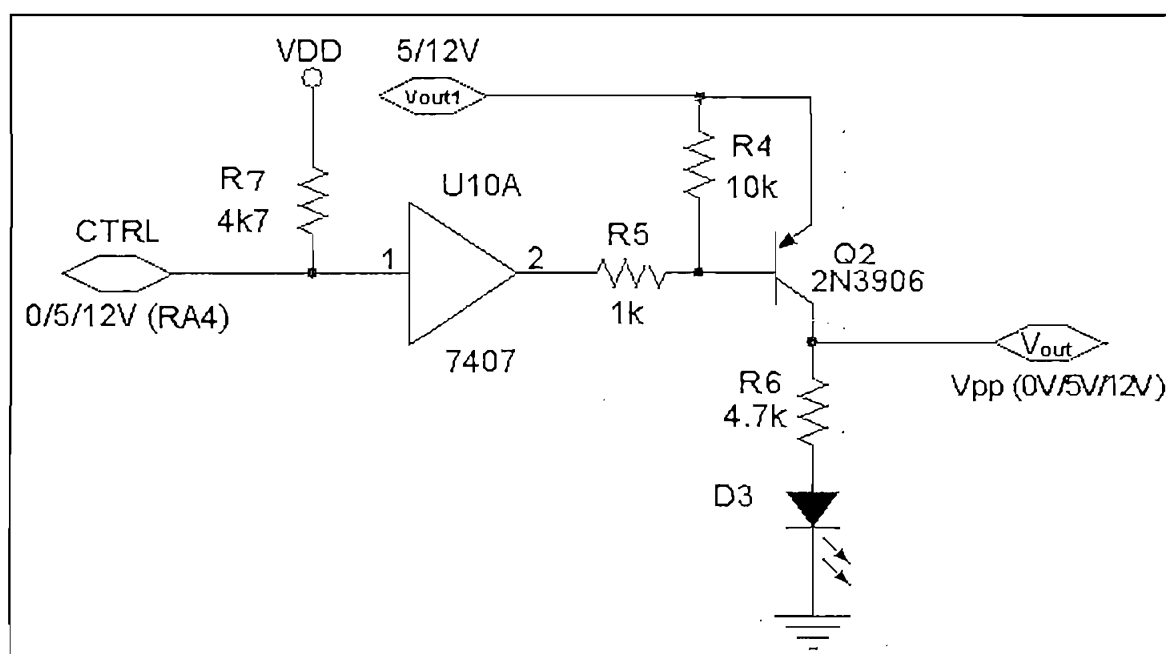 VDD
5/12V
Vout1
R4
10k
R7
4k7
U10A
CTRL
1
2
R5
1k
Q2
2N3906
0/5/12V (RA4)
7407
Vout
Vpp (0V/5V/12V)
R6
4.7k
D3